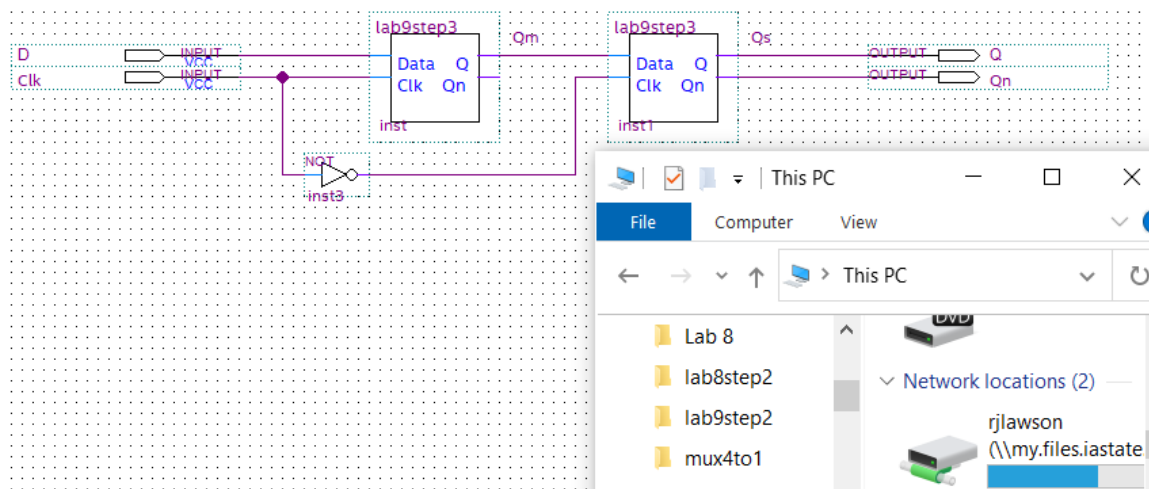 lab9step3
lab9step3
Qm
Qs
D
INPUT
VCC
Data Q
Data Q
OUTPUT
Q
Clk
INPUT
VCC
Clk Qn
Clk Qn
OUTPUT
Qn
inst
inst1
NOT
inst3
This PC
File
Computer
View
This PC
Lab 8
DVD
lab8step2
Network locations (2)
lab9step2
rjlawson
mux4to1
(\\my.files.iastate